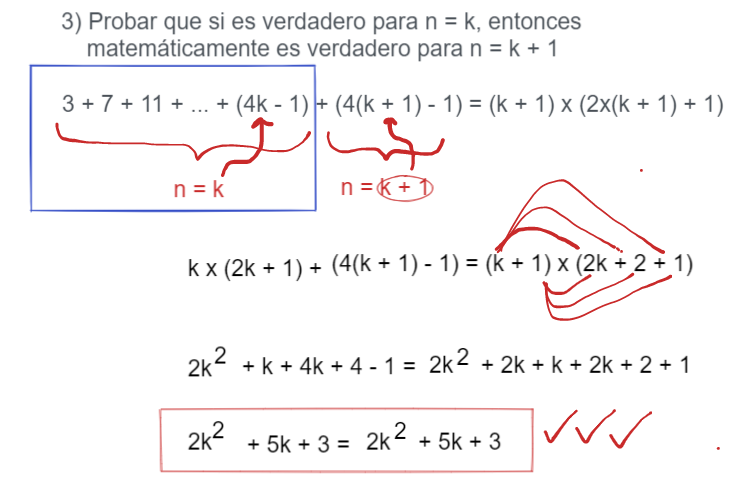 3) Probar que si es verdadero para n = k, entonces
matemáticamente es verdadero para n = k + 1
3 + 7 + 11 + ... + (4k - 1) + (4(k + 1) - 1) = (k + 1) x (2x(k + 1) + 1)
n = k n = k + 1
k x (2k + 1) + (4(k + 1) - 1) = (k + 1) x (2k + 2 + 1)
2k² + k + 4k + 4 - 1 = 2k² + 2k + k + 2k + 2 + 1
2k² + 5k + 3 = 2k² + 5k + 3